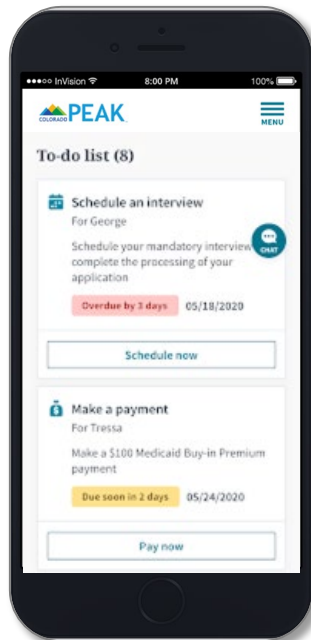 InVision 8:00 PM 100%
COLORADO PEAK
MENU
To-do list (8)
Schedule an interview
For George
Schedule your mandatory interview
CHAT
complete the processing of your
application
Overdue by 3 days 05/18/2020
Schedule now
Make a payment
For Tressa
Make a $100 Medicaid Buy-in Premium
payment
Due soon in 2 days 05/24/2020
Pay now